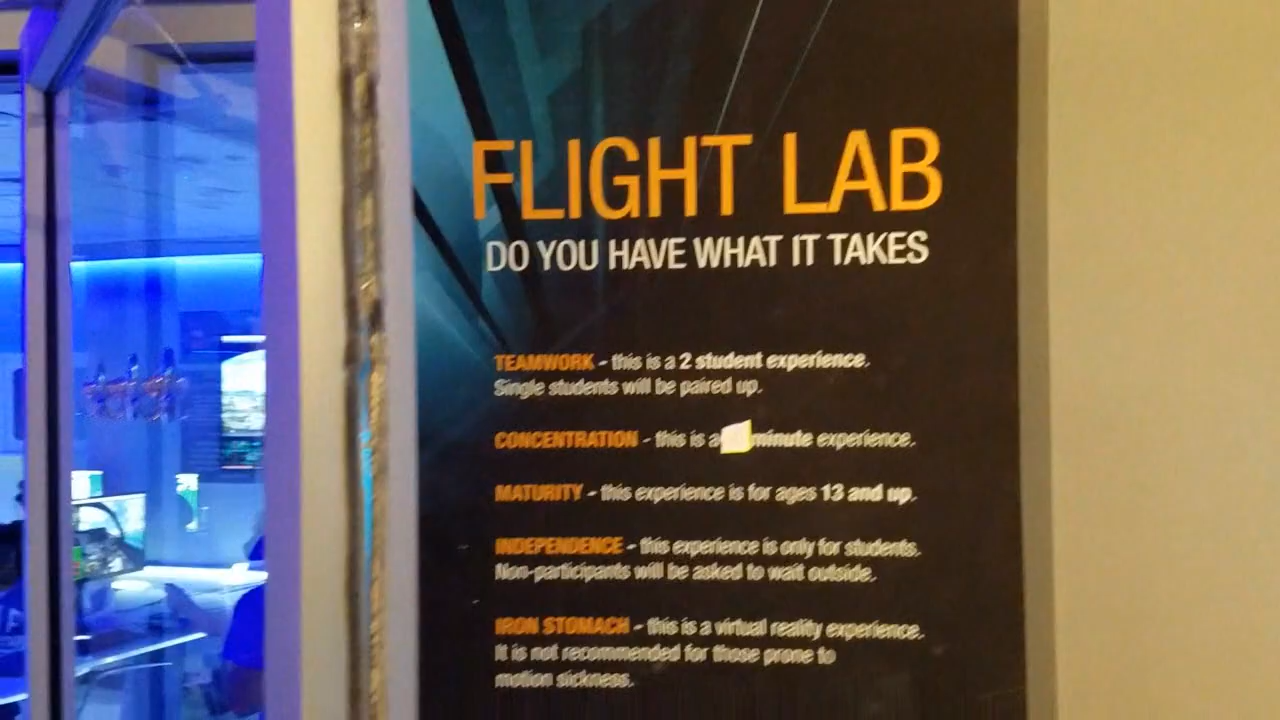 FLIGHT LAB
DO YOU HAVE WHAT IT TAKES
TEAMWORK - this is a 2 student experience.
Single students will be paired up.
CONCENTRATION - this is a minute experience.
MATURITY - this experience is for ages 13 and up.
INDEPENDENCE - this experience is only for students.
Non-participants will be asked to wait outside.
IRON STOMACH - this is a virtual reality experience.
It is not recommended for those prone to
motion sickness.